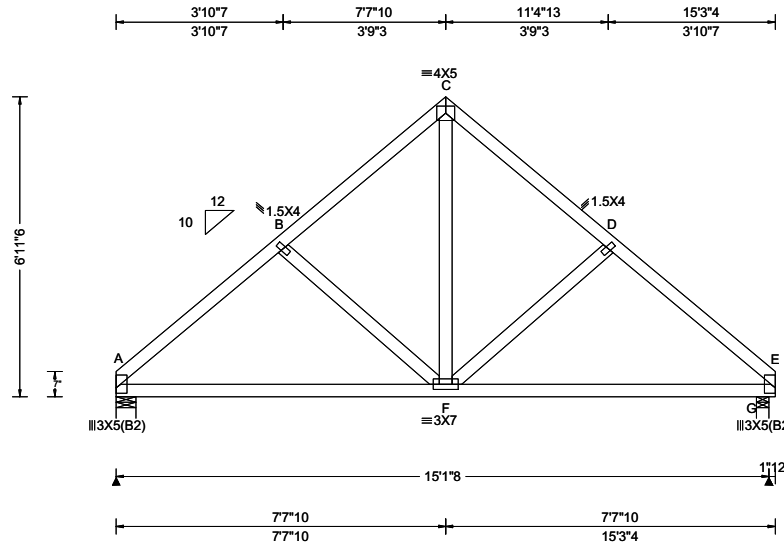 3'10"7 7'7"10 11'4"13 15'3"4
3'10"7 3'9"3 3'9"3 3'10"7
≡4X5
C
12
10
1.5X4
B
1.5X4
D
6'11"6
A
E
7"
F
G
|||3X5(B2)
≡3X7
|||3X5(B2
15'1"8
1"12
7'7"10 7'7"10
7'7"10 15'3"4